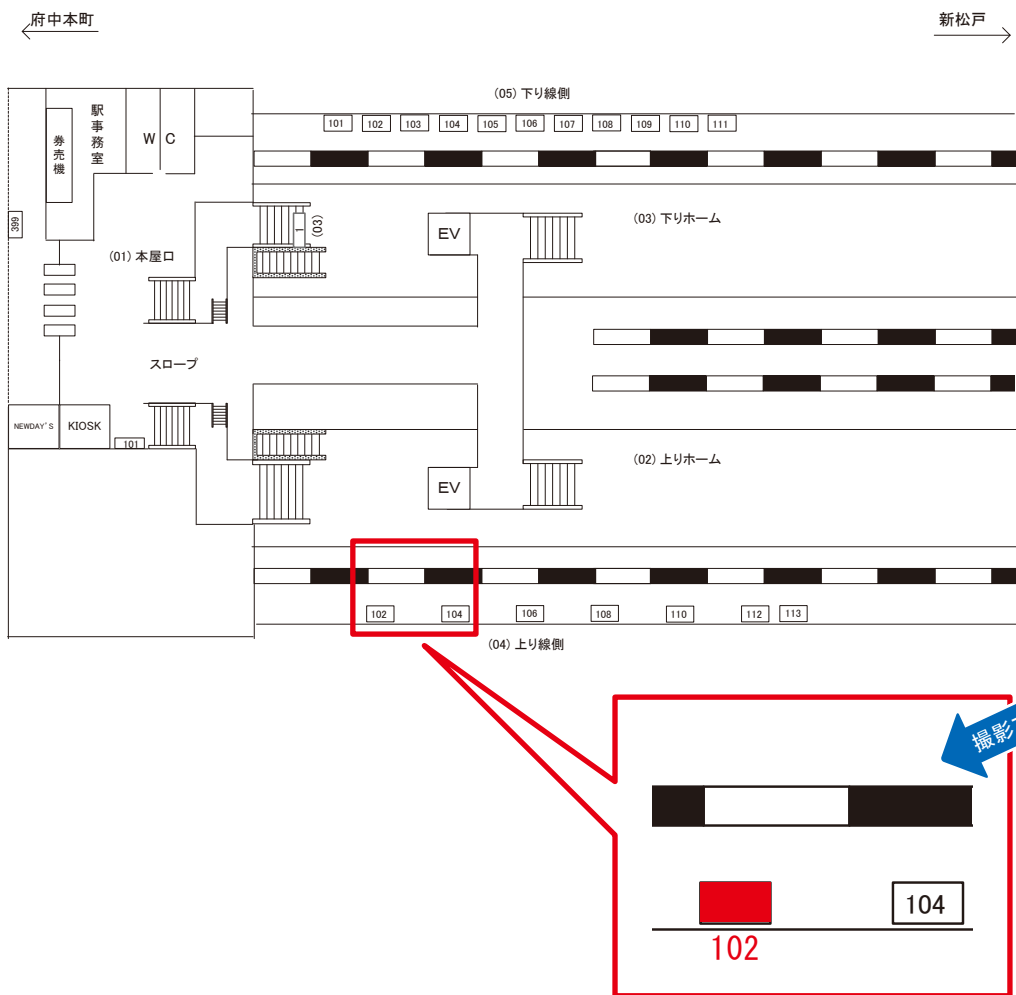 府中本町
新松戸
(05) 下り線側
101 102 103 104 105 106 107 108 109 110 111
駅事務室
券売機
W C
399
1
(03)
EV
(03) 下りホーム
(01) 本屋口
スロープ
NEWDAY'S
KIOSK
101
EV
(02) 上りホーム
102 104 106 108 110 112 113
(04) 上り線側
撮影
104
102